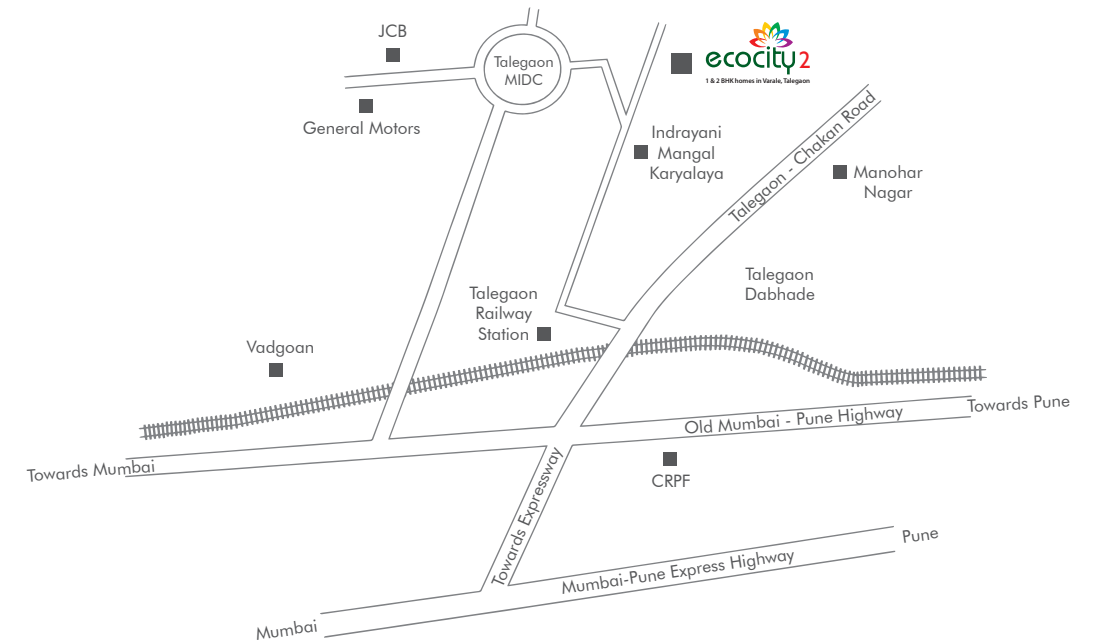 JCB
Talegaon
MIDC
ecocity 2
1 & 2 BHK homes in Varale, Talegaon
General Motors
Indrayani
Mangal
Karyalaya
Talegaon - Chakan Road
Manohar
Nagar
Talegaon
Dabhade
Talegaon
Railway
Station
Vadgoan
Towards Pune
Old Mumbai - Pune Highway
Towards Mumbai
CRPF
Towards Expressway
Pune
Mumbai-Pune Express Highway
Mumbai